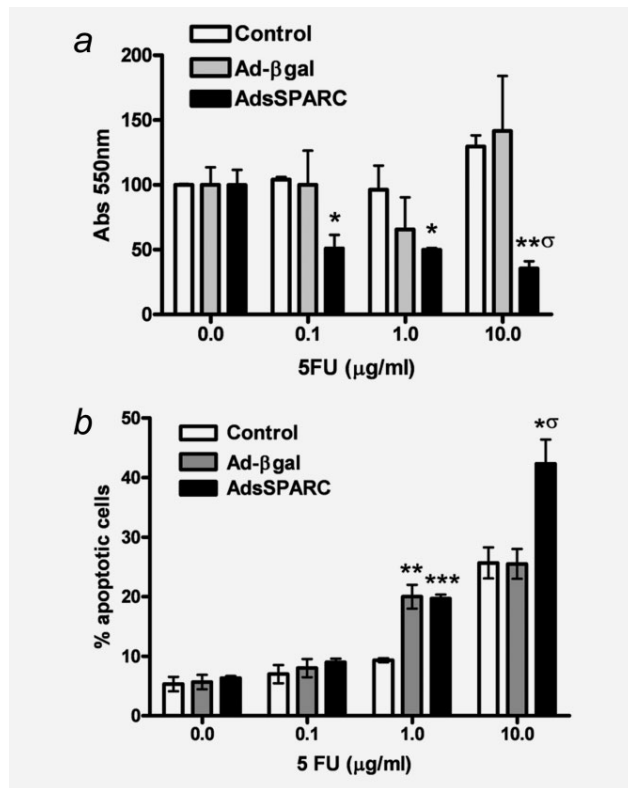 a
Control
Ad-βgal
AdsSPARC
Abs 550nm
200
150
100
50
0
*
*
**σ
0.0 0.1 1.0 10.0
5FU (μg/ml)
b
Control
Ad-βgal
AdsSPARC
% apoptotic cells
50
40
30
20
10
0
**
***
*σ
0.0 0.1 1.0 10.0
5 FU (μg/ml)